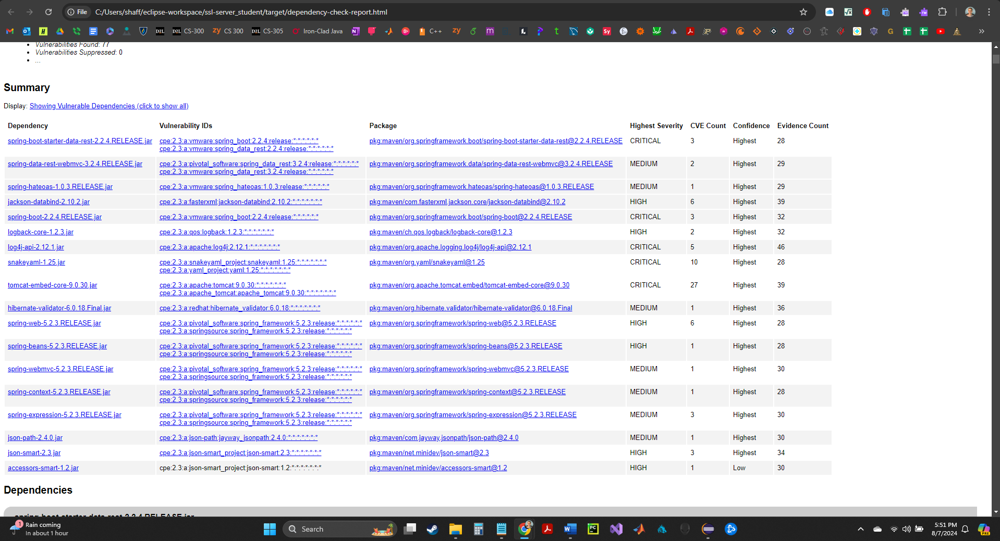 File C:/Users/shaff/eclipse-workspace/ssl-server_student/target/dependency-check-report.html
D2L D2L CS-300 zy CS 300 D2L CS-305 Iron-Clad Java C++ zy
Vulnerabilities Found: 77
Vulnerabilities Suppressed: 0
...
Summary
Display: Showing Vulnerable Dependencies (click to show all)
Dependency Vulnerability IDs Package Highest Severity CVE Count Confidence Evidence Count
spring-boot-starter-data-rest-2.2.4.RELEASE.jar cpe:2.3:a:vmware:spring_boot:2.2.4:release:*:*:*:*:*:* pkg:maven/org.springframework.boot/spring-boot-starter-data-rest@2.2.4.RELEASE CRITICAL 3 Highest 28
cpe:2.3:a:vmware:spring_data_rest:2.2.4:release:*:*:*:*:*:*
spring-data-rest-webmvc-3.2.4.RELEASE.jar cpe:2.3:a:pivotal_software:spring_data_rest:3.2.4:release:*:*:*:*:*:* pkg:maven/org.springframework.data/spring-data-rest-webmvc@3.2.4.RELEASE MEDIUM 2 Highest 29
cpe:2.3:a:vmware:spring_data_rest:3.2.4:release:*:*:*:*:*:*
spring-hateoas-1.0.3.RELEASE.jar cpe:2.3:a:vmware:spring_hateoas:1.0.3:release:*:*:*:*:*:* pkg:maven/org.springframework.hateoas/spring-hateoas@1.0.3.RELEASE MEDIUM 1 Highest 29
jackson-databind-2.10.2.jar cpe:2.3:a:fasterxml:jackson-databind:2.10.2:*:*:*:*:*:*:* pkg:maven/com.fasterxml.jackson.core/jackson-databind@2.10.2 HIGH 6 Highest 39
spring-boot-2.2.4.RELEASE.jar cpe:2.3:a:vmware:spring_boot:2.2.4:release:*:*:*:*:*:* pkg:maven/org.springframework.boot/spring-boot@2.2.4.RELEASE CRITICAL 3 Highest 32
logback-core-1.2.3.jar cpe:2.3:a:qos:logback:1.2.3:*:*:*:*:*:*:* pkg:maven/ch.qos.logback/logback-core@1.2.3 HIGH 2 Highest 32
log4j-api-2.12.1.jar cpe:2.3:a:apache:log4j:2.12.1:*:*:*:*:*:*:* pkg:maven/org.apache.logging.log4j/log4j-api@2.12.1 CRITICAL 5 Highest 46
snakeyaml-1.25.jar cpe:2.3:a:snakeyaml_project:snakeyaml:1.25:*:*:*:*:*:*:* pkg:maven/org.yaml/snakeyaml@1.25 CRITICAL 10 Highest 28
cpe:2.3:a:yaml_project:yaml:1.25:*:*:*:*:*:*:*
tomcat-embed-core-9.0.30.jar cpe:2.3:a:apache:tomcat:9.0.30:*:*:*:*:*:*:* pkg:maven/org.apache.tomcat.embed/tomcat-embed-core@9.0.30 CRITICAL 27 Highest 39
cpe:2.3:a:apache_tomcat:apache_tomcat:9.0.30:*:*:*:*:*:*:*
hibernate-validator-6.0.18.Final.jar cpe:2.3:a:redhat:hibernate_validator:6.0.18:*:*:*:*:*:*:* pkg:maven/org.hibernate.validator/hibernate-validator@6.0.18.Final MEDIUM 1 Highest 36
spring-web-5.2.3.RELEASE.jar cpe:2.3:a:pivotal_software:spring_framework:5.2.3:release:*:*:*:*:*:* pkg:maven/org.springframework/spring-web@5.2.3.RELEASE HIGH 6 Highest 28
cpe:2.3:a:springsource:spring_framework:5.2.3:release:*:*:*:*:*:*
spring-beans-5.2.3.RELEASE.jar cpe:2.3:a:pivotal_software:spring_framework:5.2.3:release:*:*:*:*:*:* pkg:maven/org.springframework/spring-beans@5.2.3.RELEASE HIGH 1 Highest 28
cpe:2.3:a:springsource:spring_framework:5.2.3:release:*:*:*:*:*:*
spring-webmvc-5.2.3.RELEASE.jar cpe:2.3:a:pivotal_software:spring_framework:5.2.3:release:*:*:*:*:*:* pkg:maven/org.springframework/spring-webmvc@5.2.3.RELEASE MEDIUM 1 Highest 30
cpe:2.3:a:springsource:spring_framework:5.2.3:release:*:*:*:*:*:*
spring-context-5.2.3.RELEASE.jar cpe:2.3:a:pivotal_software:spring_framework:5.2.3:release:*:*:*:*:*:* pkg:maven/org.springframework/spring-context@5.2.3.RELEASE MEDIUM 1 Highest 28
cpe:2.3:a:springsource:spring_framework:5.2.3:release:*:*:*:*:*:*
spring-expression-5.2.3.RELEASE.jar cpe:2.3:a:pivotal_software:spring_framework:5.2.3:release:*:*:*:*:*:* pkg:maven/org.springframework/spring-expression@5.2.3.RELEASE MEDIUM 3 Highest 30
cpe:2.3:a:springsource:spring_framework:5.2.3:release:*:*:*:*:*:*
json-path-2.4.0.jar cpe:2.3:a:json-path:jayway_jsonpath:2.4.0:*:*:*:*:*:*:* pkg:maven/com.jayway.jsonpath/json-path@2.4.0 MEDIUM 1 Highest 30
json-smart-2.3.jar cpe:2.3:a:json-smart_project:json-smart:2.3:*:*:*:*:*:*:* pkg:maven/net.minidev/json-smart@2.3 HIGH 3 Highest 34
accessors-smart-1.2.jar cpe:2.3:a:json-smart_project:json-smart:1.2:*:*:*:*:*:*:* pkg:maven/net.minidev/accessors-smart@1.2 HIGH 1 Low 30
Dependencies
spring-boot-starter-data-rest-2.2.4.RELEASE.jar
1 Rain coming
In about 1 hour
Search
5:51 PM
8/7/2024